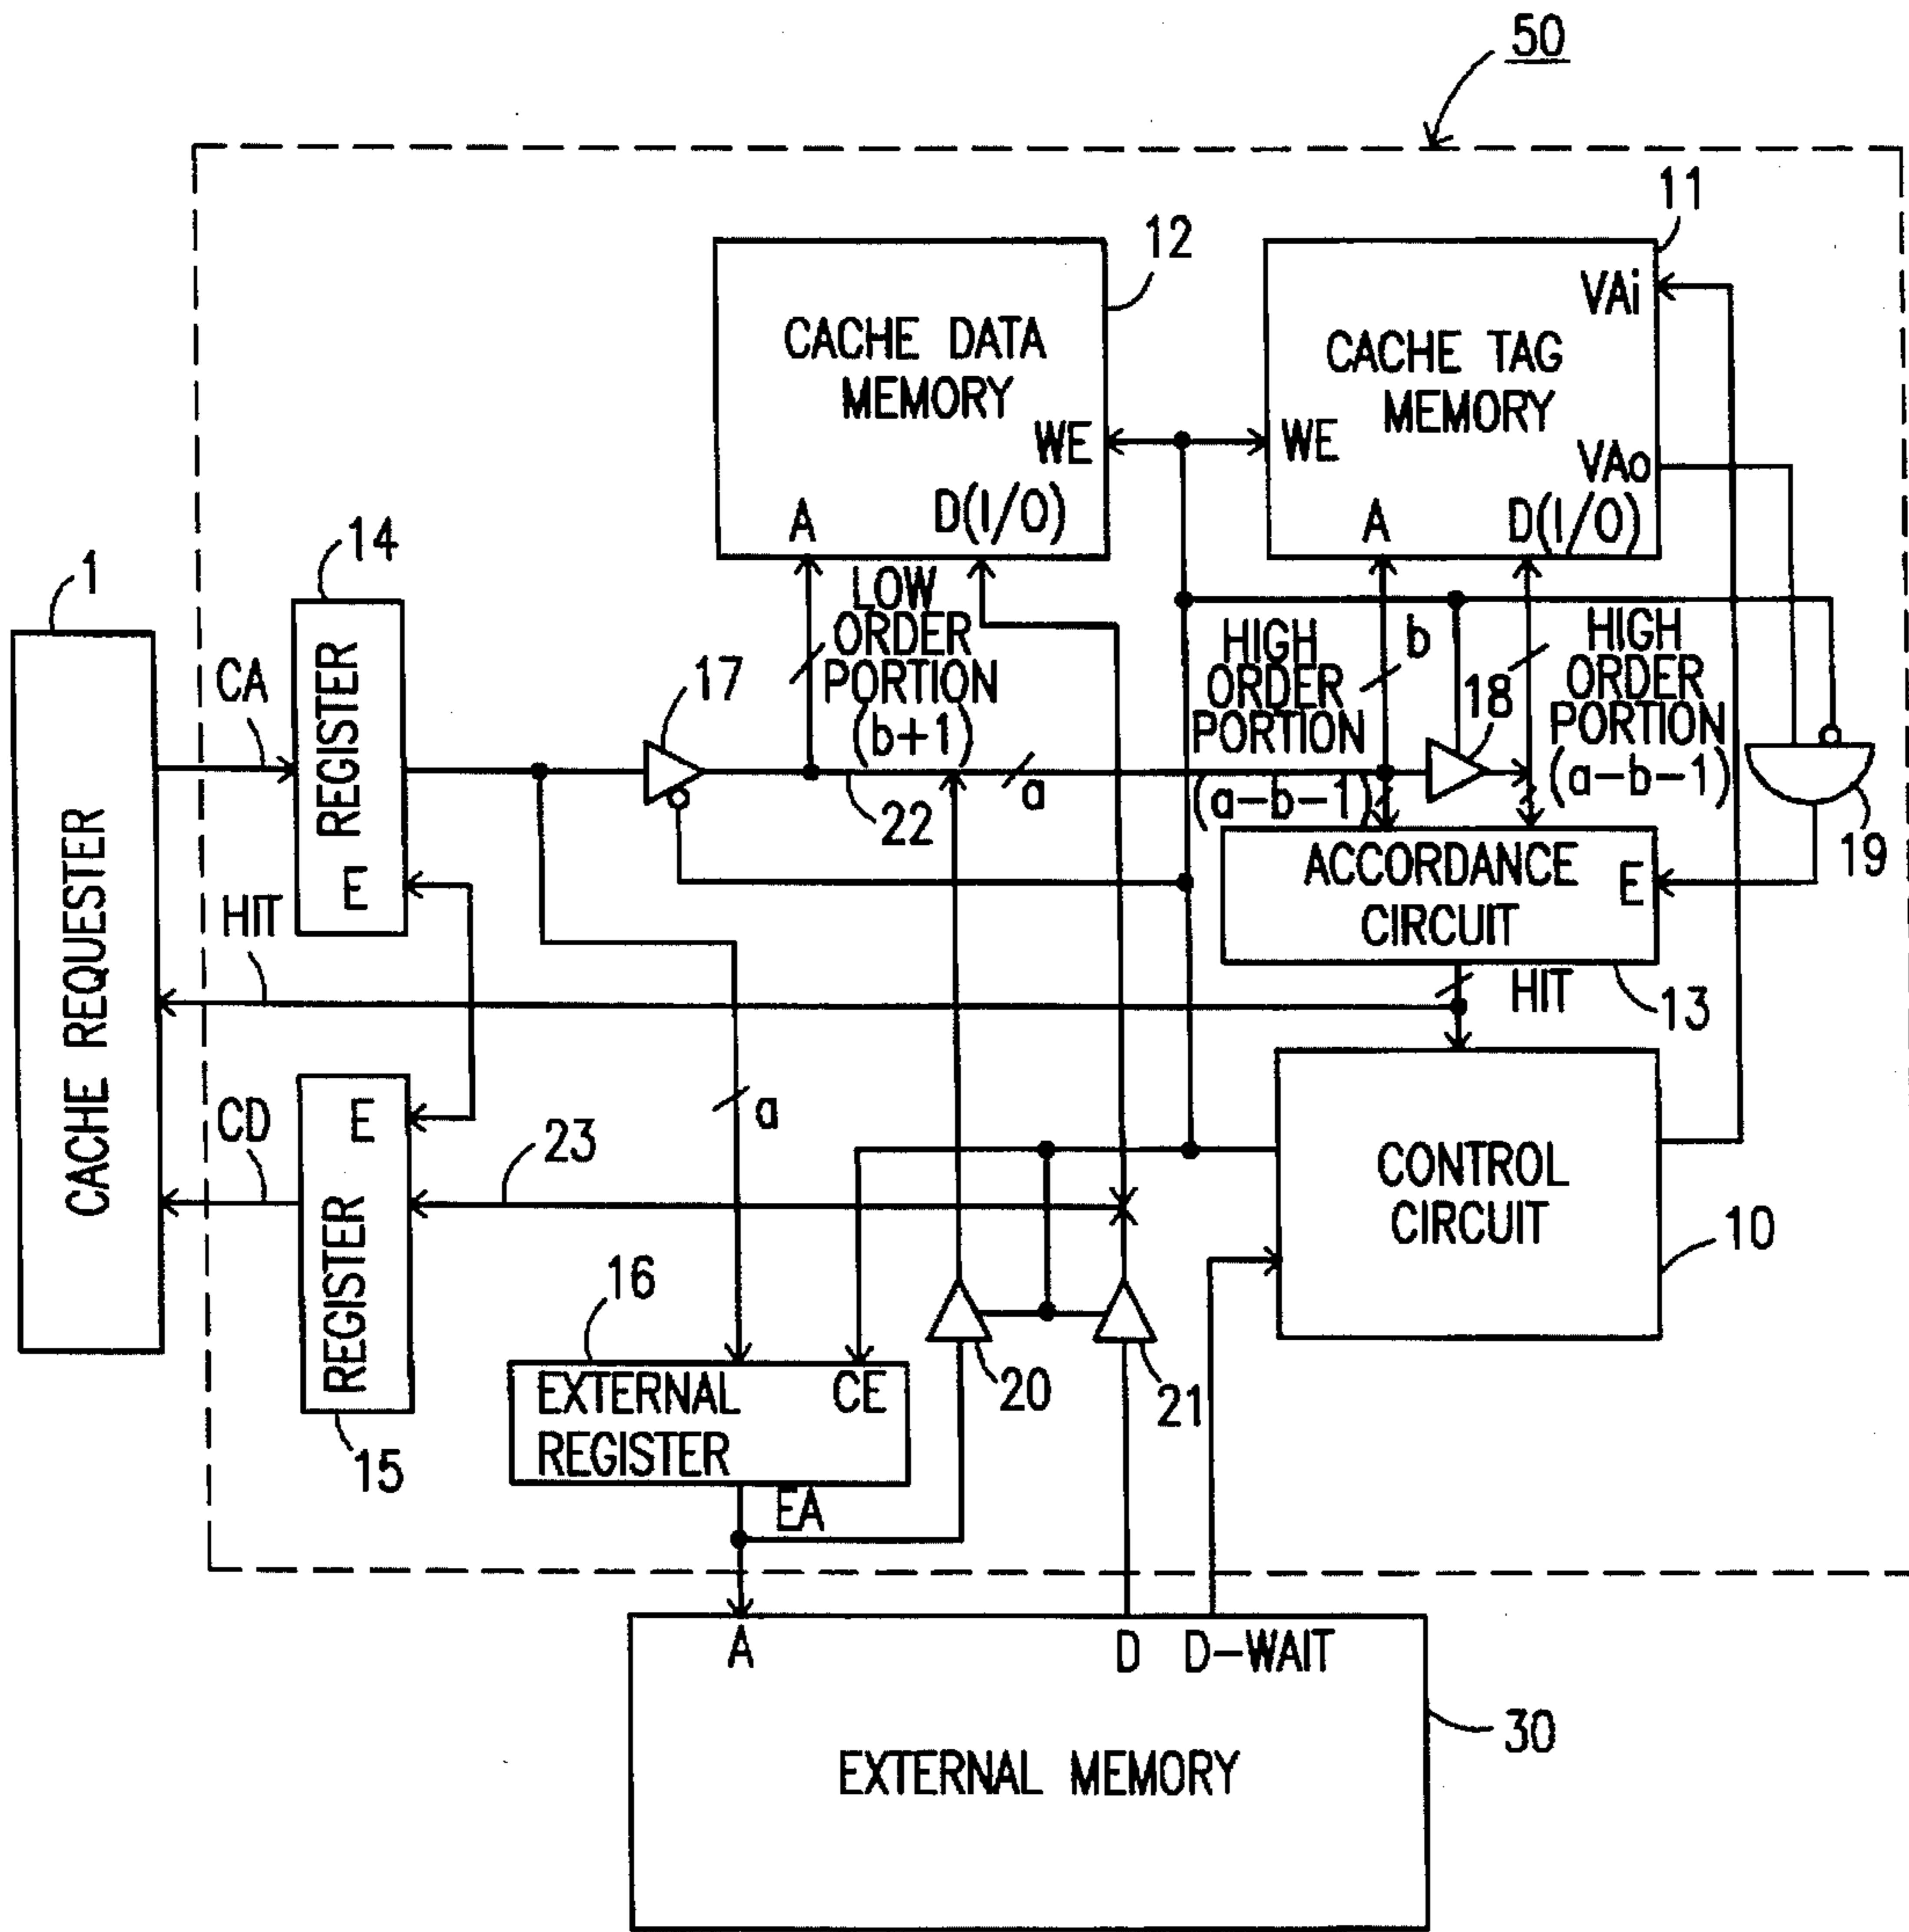 50
11
12
CACHE DATA
MEMORY
WE
A
D(I/O)
VAi
CACHE TAG
MEMORY
WE
VAo
A
D(I/O)
1
CACHE REQUESTER
14
REGISTER
E
CA
17
LOW
ORDER
PORTION
(b+1)
22
a
HIGH
ORDER
PORTION
(a-b-1)
b
18
HIGH
ORDER
PORTION
(a-b-1)
19
ACCORDANCE
CIRCUIT
E
HIT
13
HIT
CD
E
REGISTER
15
23
a
16
EXTERNAL
REGISTER
CE
EA
20
21
CONTROL
CIRCUIT
10
A
D
D-WAIT
EXTERNAL MEMORY
30